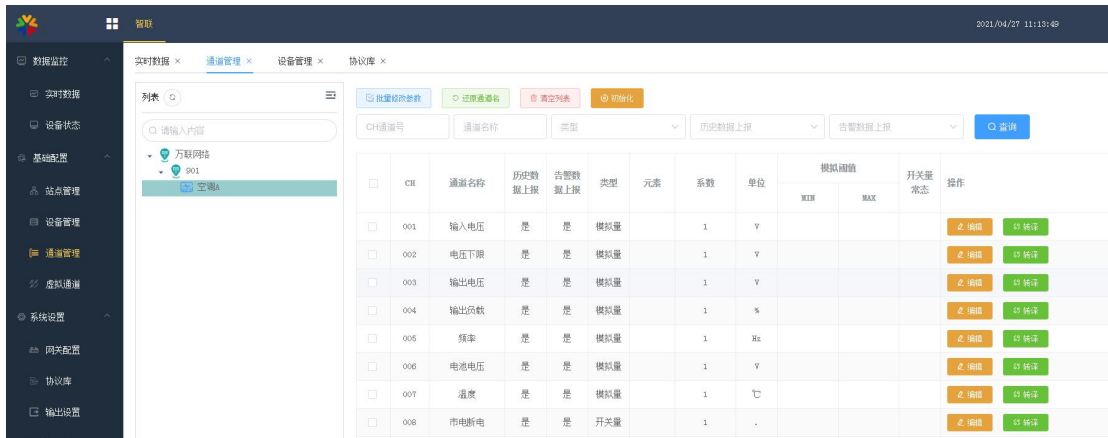 智联
2021/04/27 11:13:49
数据监控
实时数据
设备状态
基础配置
站点管理
设备管理
通道管理
虚拟通道
系统设置
网关配置
协议库
输出设置
实时数据 × 通道管理 × 设备管理 × 协议库 ×
列表
请输入内容
万联网络
901
空调A
批量修改参数 还原通道名 清空列表 初始化
CH通道号 通道名称 类型 历史数据上报 告警数据上报 查询
CH 通道名称 历史数据上报 告警数据上报 类型 元素 系数 单位 模拟阈值 开关量常态 操作
MIN MAX
001 输入电压 是 是 模拟量 1 V 编辑 转译
002 电压下限 是 是 模拟量 1 V 编辑 转译
003 输出电压 是 是 模拟量 1 V 编辑 转译
004 输出负载 是 是 模拟量 1 % 编辑 转译
005 频率 是 是 模拟量 1 Hz 编辑 转译
006 电池电压 是 是 模拟量 1 V 编辑 转译
007 温度 是 是 模拟量 1 ℃ 编辑 转译
008 市电断电 是 是 开关量 1 . 编辑 转译